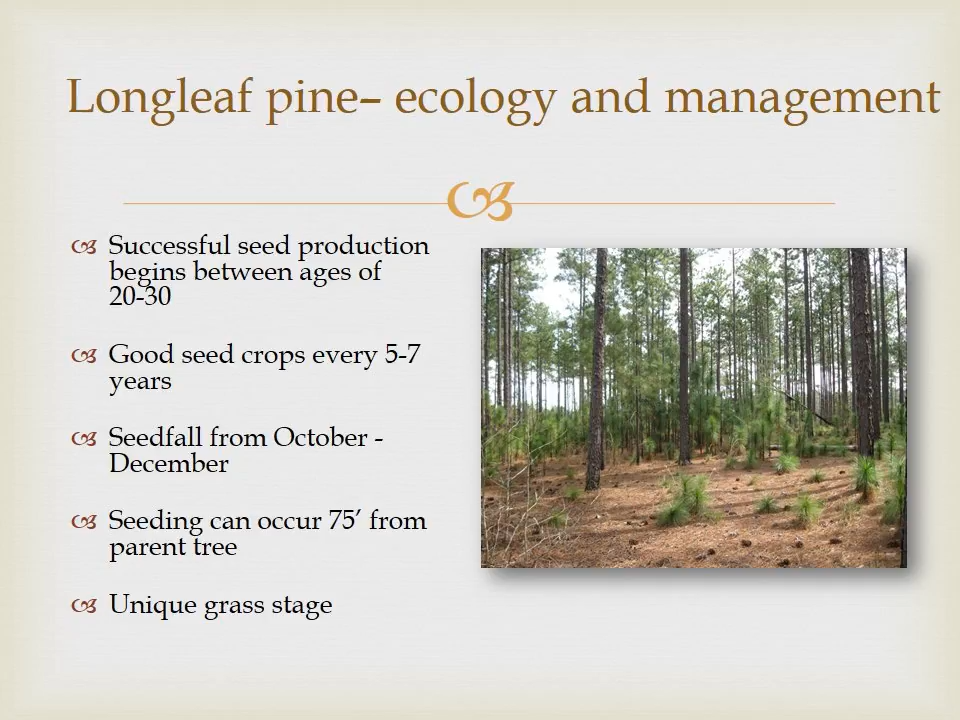 Longleaf pine– ecology and management
Successful seed production
begins between ages of
20-30
Good seed crops every 5-7
years
Seedfall from October -
December
Seeding can occur 75’ from
parent tree
Unique grass stage